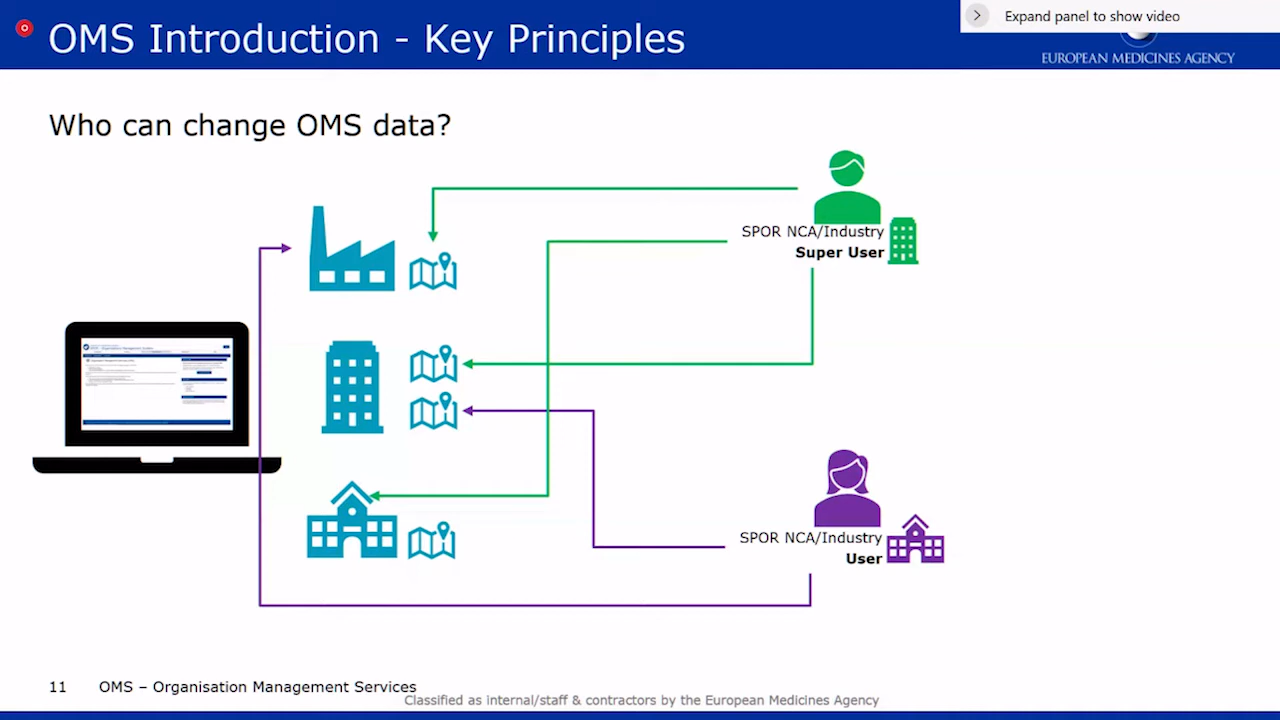 OMS Introduction - Key Principles
Expand panel to show video
EUROPEAN MEDICINES AGENCY
Who can change OMS data?
SPOR NCA/Industry
Super User
SPOR NCA/Industry
User
11 OMS – Organisation Management Services
Classified as internal/staff & contractors by the European Medicines Agency